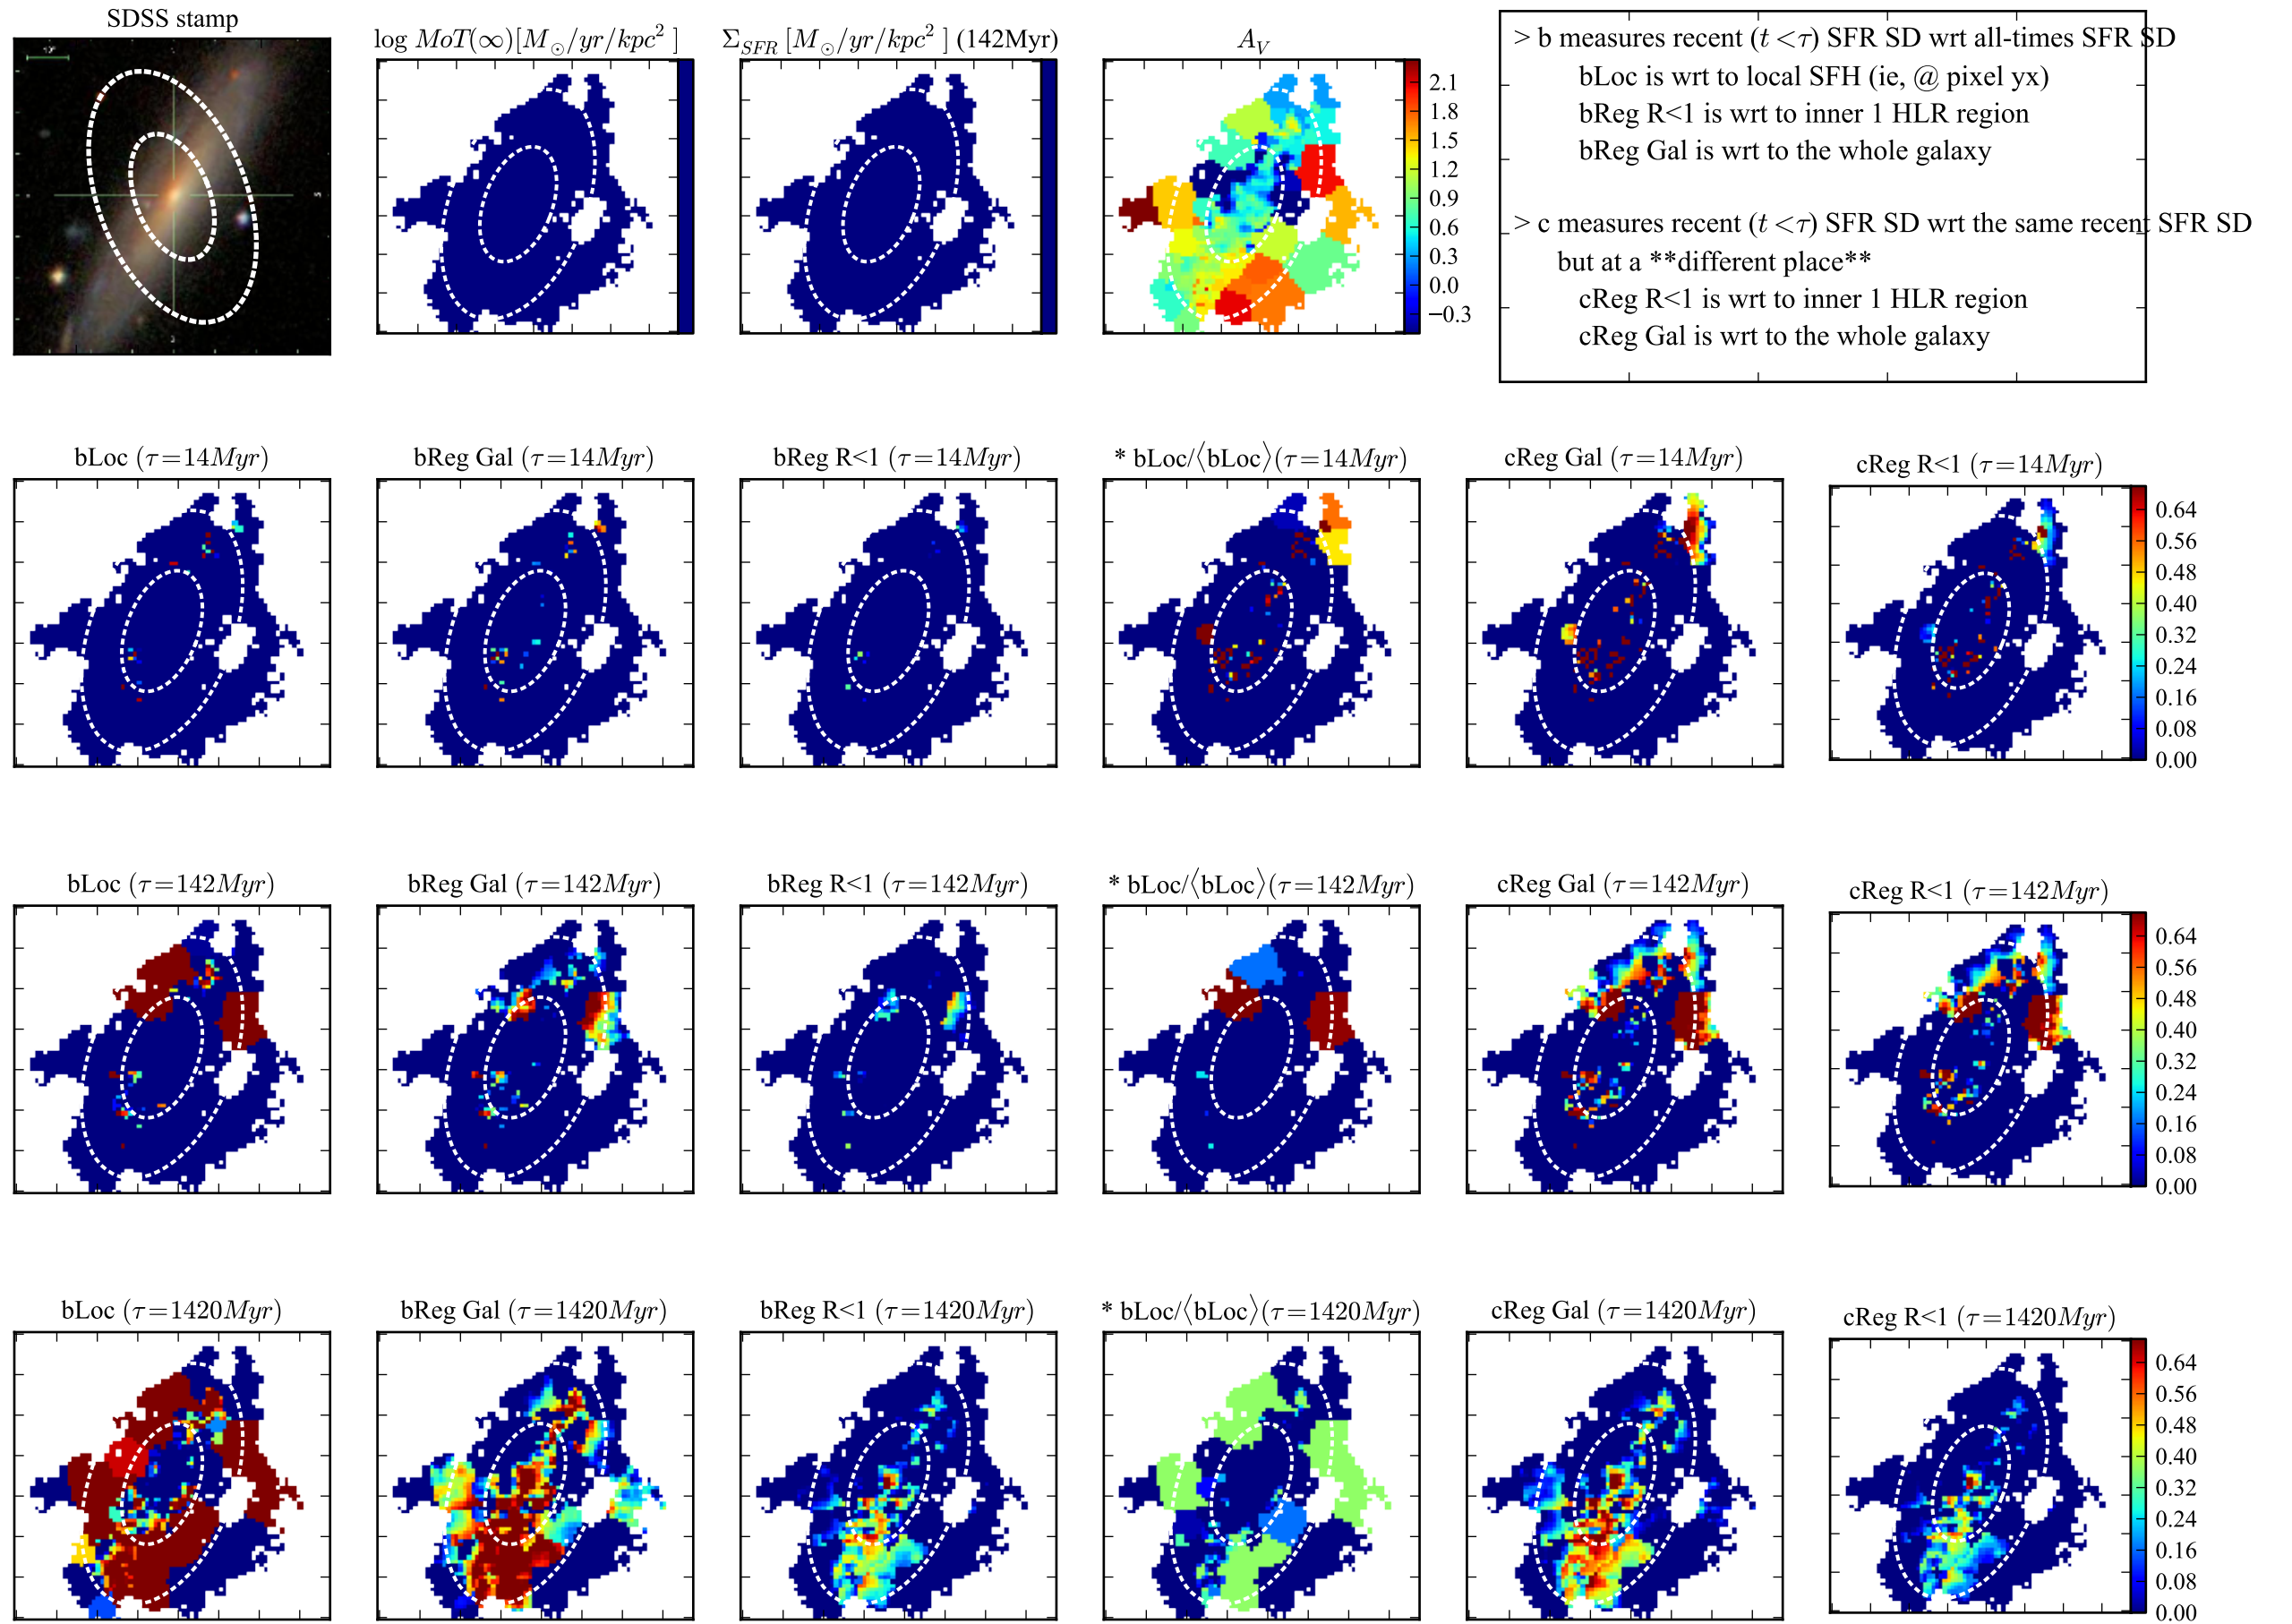 SDSS stamp
log MoT(∞)[M⊙/yr/kpc² ]
Σ_SFR [M⊙/yr/kpc² ] (142Myr)
A_V
2.1
1.8
1.5
1.2
0.9
0.6
0.3
0.0
−0.3
> b measures recent (t <τ) SFR SD wrt all-times SFR SD
bLoc is wrt to local SFH (ie, @ pixel yx)
bReg R<1 is wrt to inner 1 HLR region
bReg Gal is wrt to the whole galaxy
> c measures recent (t <τ) SFR SD wrt the same recent SFR SD
but at a **different place**
cReg R<1 is wrt to inner 1 HLR region
cReg Gal is wrt to the whole galaxy
bLoc (τ=14Myr)
bReg Gal (τ=14Myr)
bReg R<1 (τ=14Myr)
* bLoc/⟨bLoc⟩(τ=14Myr)
cReg Gal (τ=14Myr)
cReg R<1 (τ=14Myr)
0.64
0.56
0.48
0.40
0.32
0.24
0.16
0.08
0.00
bLoc (τ=142Myr)
bReg Gal (τ=142Myr)
bReg R<1 (τ=142Myr)
* bLoc/⟨bLoc⟩(τ=142Myr)
cReg Gal (τ=142Myr)
cReg R<1 (τ=142Myr)
0.64
0.56
0.48
0.40
0.32
0.24
0.16
0.08
0.00
bLoc (τ=1420Myr)
bReg Gal (τ=1420Myr)
bReg R<1 (τ=1420Myr)
* bLoc/⟨bLoc⟩(τ=1420Myr)
cReg Gal (τ=1420Myr)
cReg R<1 (τ=1420Myr)
0.64
0.56
0.48
0.40
0.32
0.24
0.16
0.08
0.00